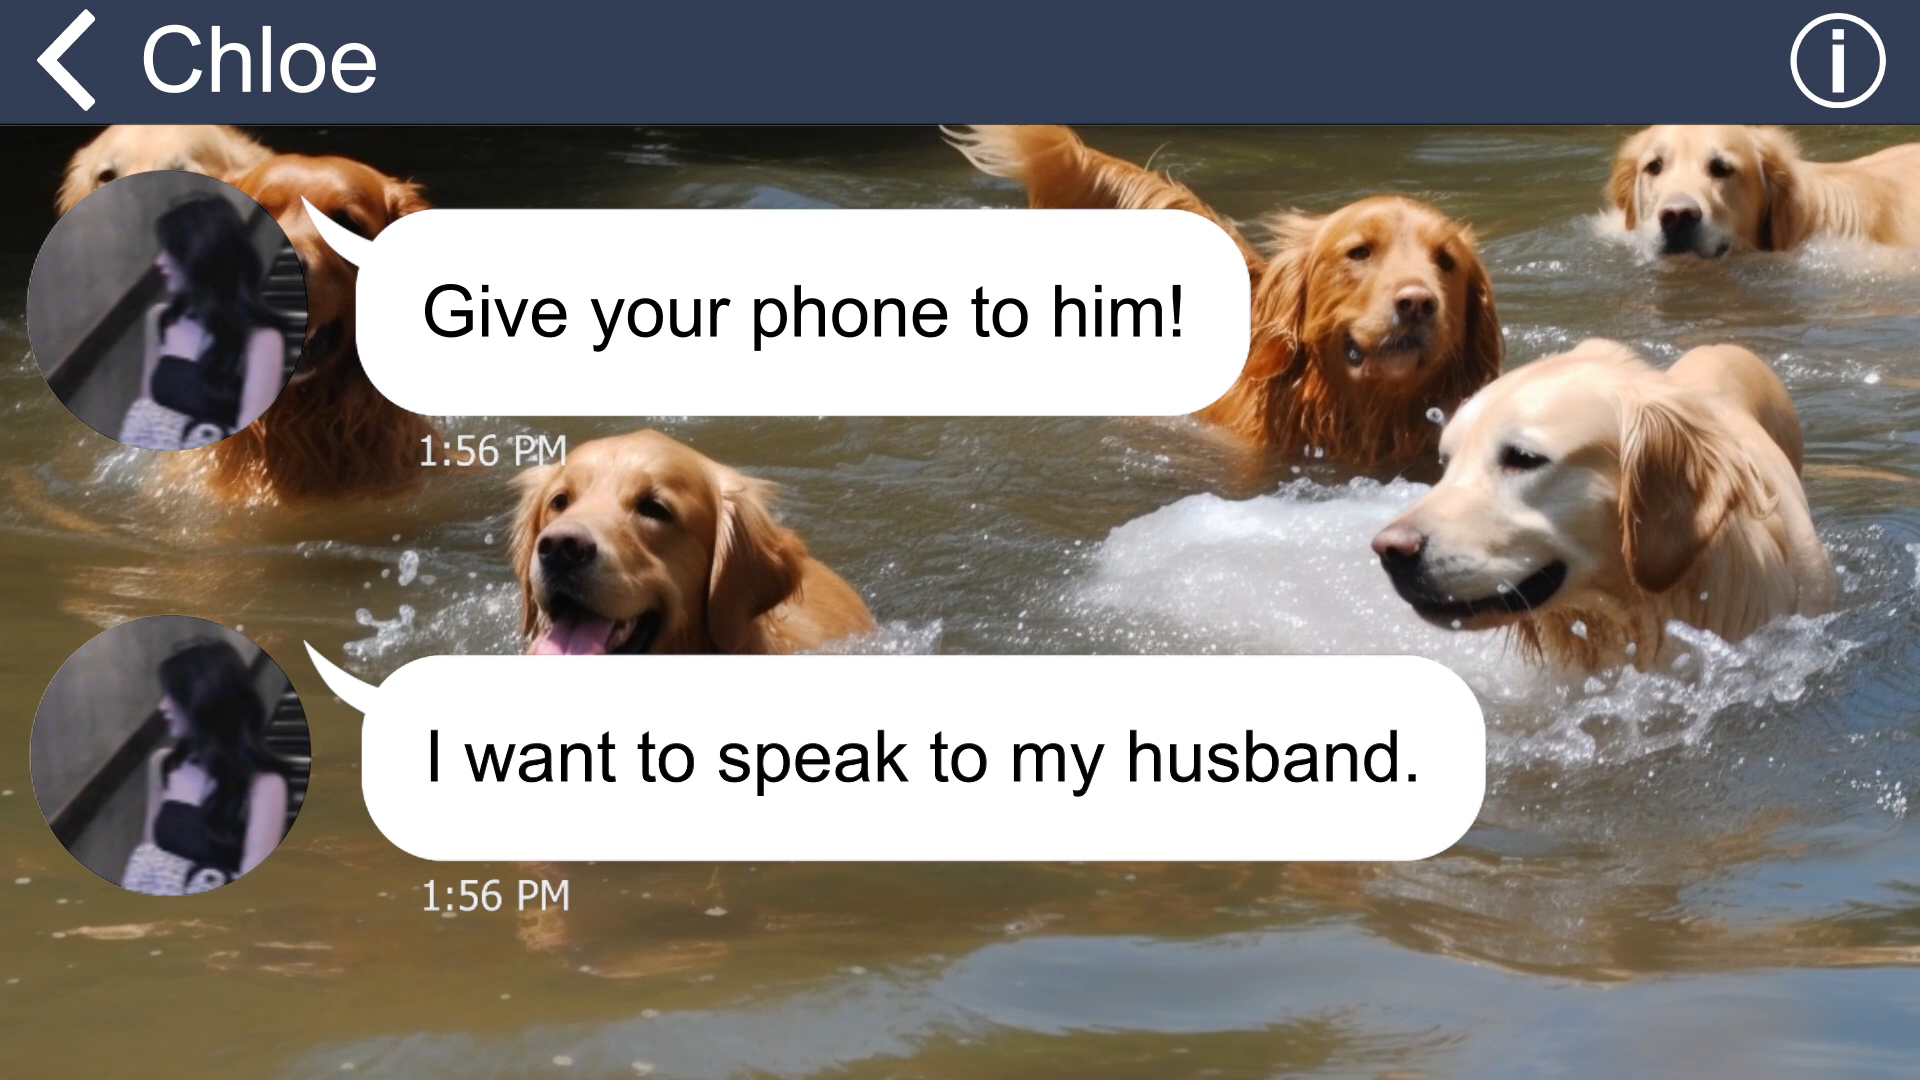 Chloe
Give your phone to him!
1:56 PM
I want to speak to my husband.
1:56 PM